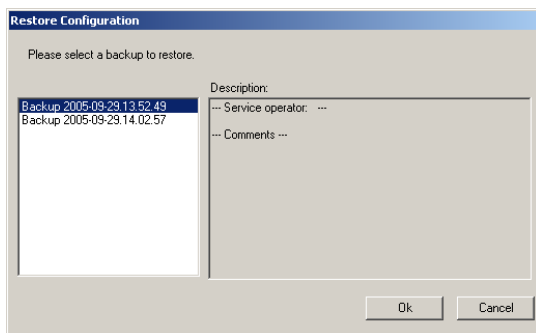 Restore Configuration
Please select a backup to restore.
Description:
Backup 2005-09-29.13.52.49
Backup 2005-09-29.14.02.57
--- Service operator: ---
--- Comments ---
Ok
Cancel